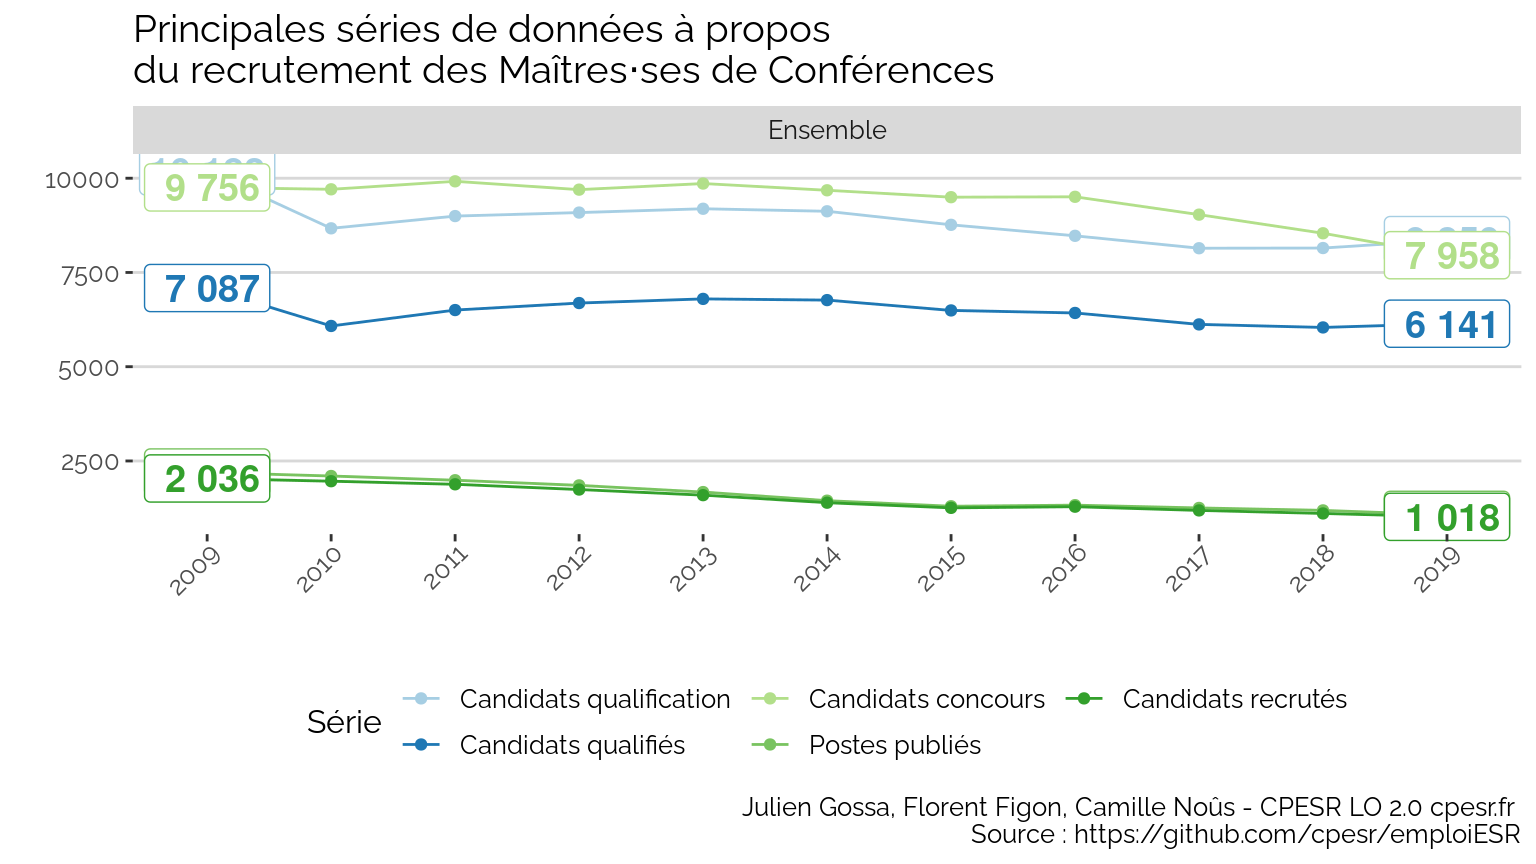 Principales séries de données à propos
du recrutement des Maîtres·ses de Conférences
Ensemble
10000
7500
5000
2500
9 756
7 087
2 036
7 958
6 141
1 018
2009
2010
2011
2012
2013
2014
2015
2016
2017
2018
2019
Série
Candidats qualification
Candidats concours
Candidats recrutés
Candidats qualifiés
Postes publiés
Julien Gossa, Florent Figon, Camille Noûs - CPESR LO 2.0 cpesr.fr
Source : https://github.com/cpesr/emploiESR